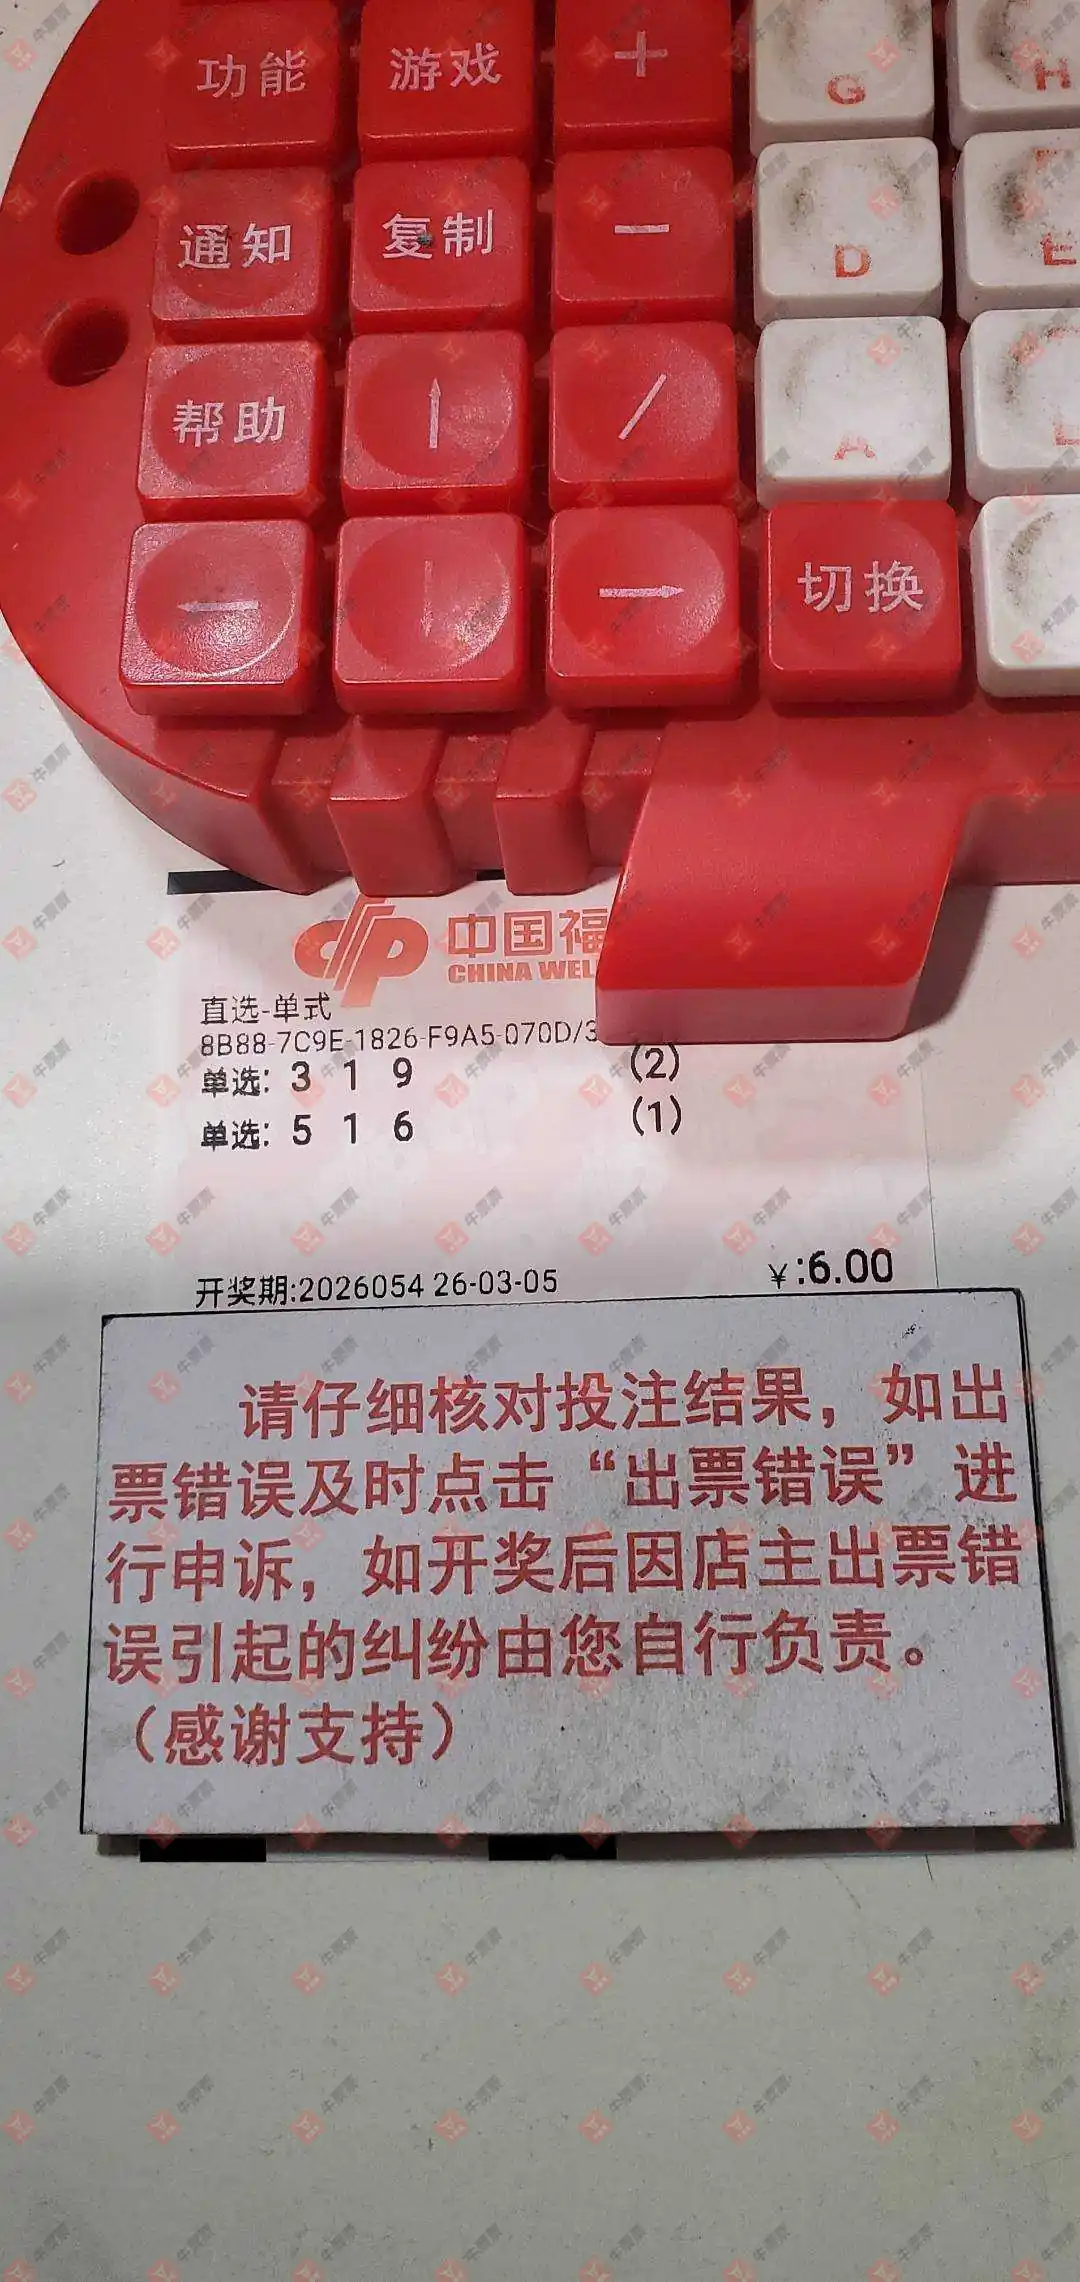 功能 游戏 + G H
通知 复制 — D E
帮助 / A
切换
中国福
CHINA WEL
直选-单式
8B88-7C9E-1826-F9A5-070D/3
单选: 3 1 9 (2)
单选: 5 1 6 (1)
开奖期:2026054 26-03-05 ¥:6.00
请仔细核对投注结果，如出
票错误及时点击“出票错误”进
行申诉，如开奖后因店主出票错
误引起的纠纷由您自行负责。
（感谢支持）
牛票票